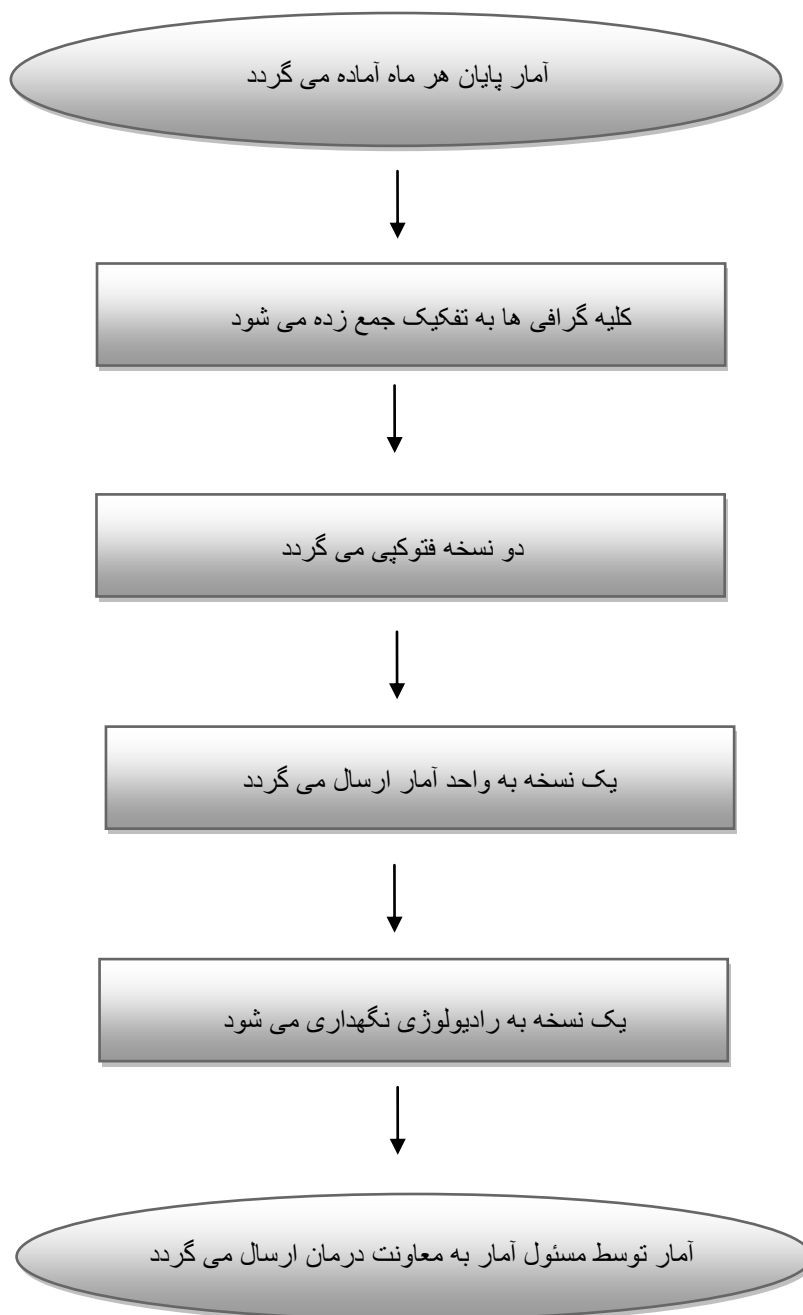 آمار پایان هر ماه آماده می گردد
کلیه گرافی ها به تفکیک جمع زده می شود
دو نسخه فتوکپی می گردد
یک نسخه به واحد آمار ارسال می گردد
یک نسخه به رادیولوژی نگهداری می شود
آمار توسط مسئول آمار به معاونت درمان ارسال می گردد